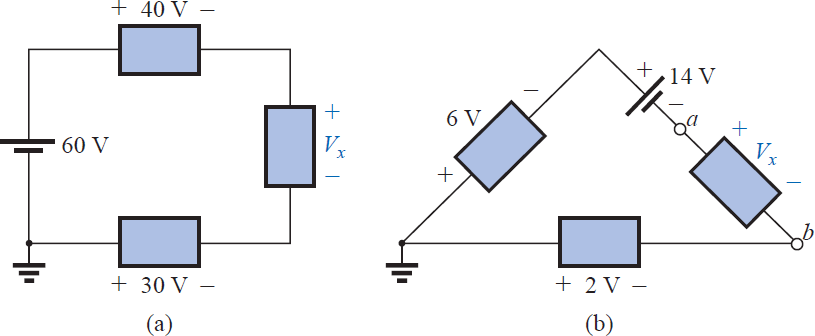 + 40 V −
60 V
+
Vx
−
+ 30 V −
(a)
6 V
−
+
+ 14 V
−
a
+
Vx
−
b
+ 2 V −
(b)